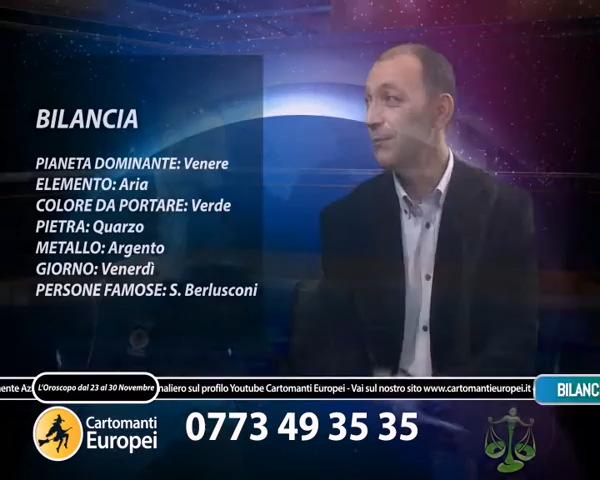 BILANCIA
PIANETA DOMINANTE: Venere
ELEMENTO: Aria
COLORE DA PORTARE: Verde
PIETRA: Quarzo
METALLO: Argento
GIORNO: Venerdì
PERSONE FAMOSE: S. Berlusconi
L'Oroscopo dal 23 al 30 Novembre
naliero sul profilo Youtube Cartomanti Europei - Vai sul nostro sito www.cartomantieuropei.it
BILANC
Cartomanti
Europei
0773 49 35 35